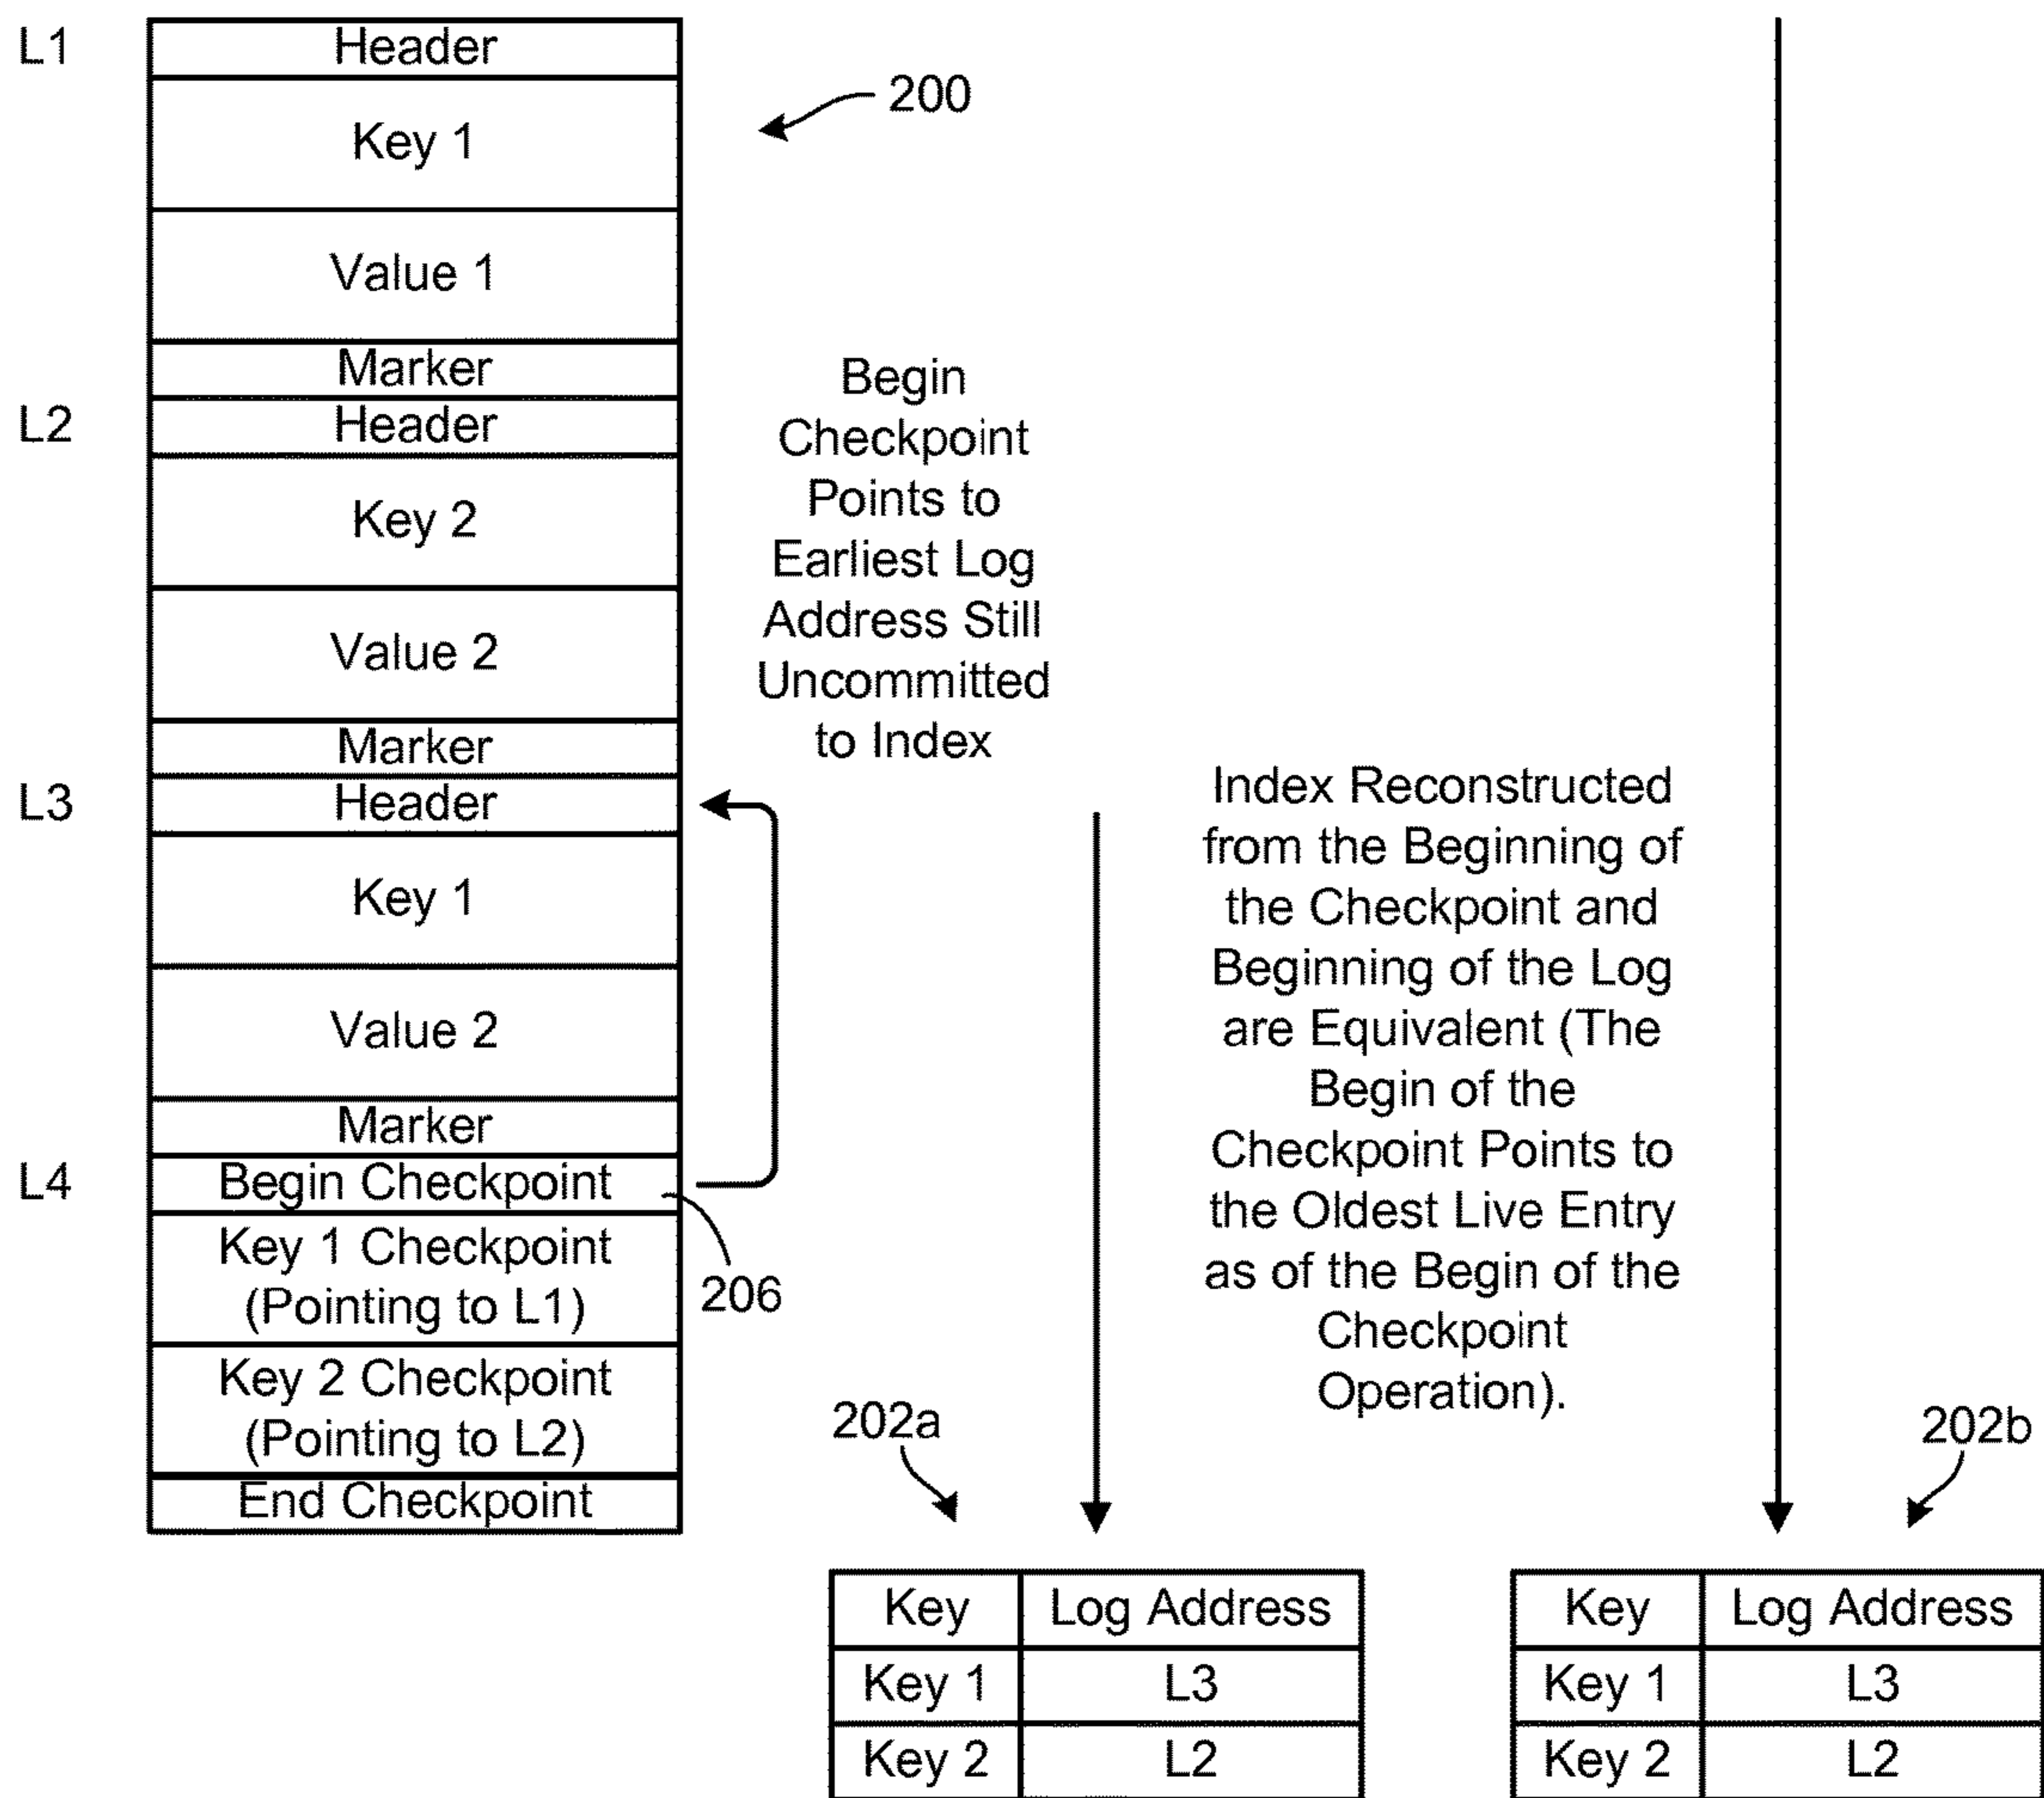 L1
Header
200
Key 1
Value 1
Marker
L2
Header
Key 2
Value 2
Marker
Begin
Checkpoint
Points to
Earliest Log
Address Still
Uncommitted
to Index
L3
Header
Key 1
Value 2
Marker
L4
Begin Checkpoint
206
Key 1 Checkpoint
(Pointing to L1)
Key 2 Checkpoint
(Pointing to L2)
End Checkpoint
Index Reconstructed
from the Beginning of
the Checkpoint and
Beginning of the Log
are Equivalent (The
Begin of the
Checkpoint Points to
the Oldest Live Entry
as of the Begin of the
Checkpoint
Operation).
202a
Key Log Address
Key 1 L3
Key 2 L2
202b
Key Log Address
Key 1 L3
Key 2 L2